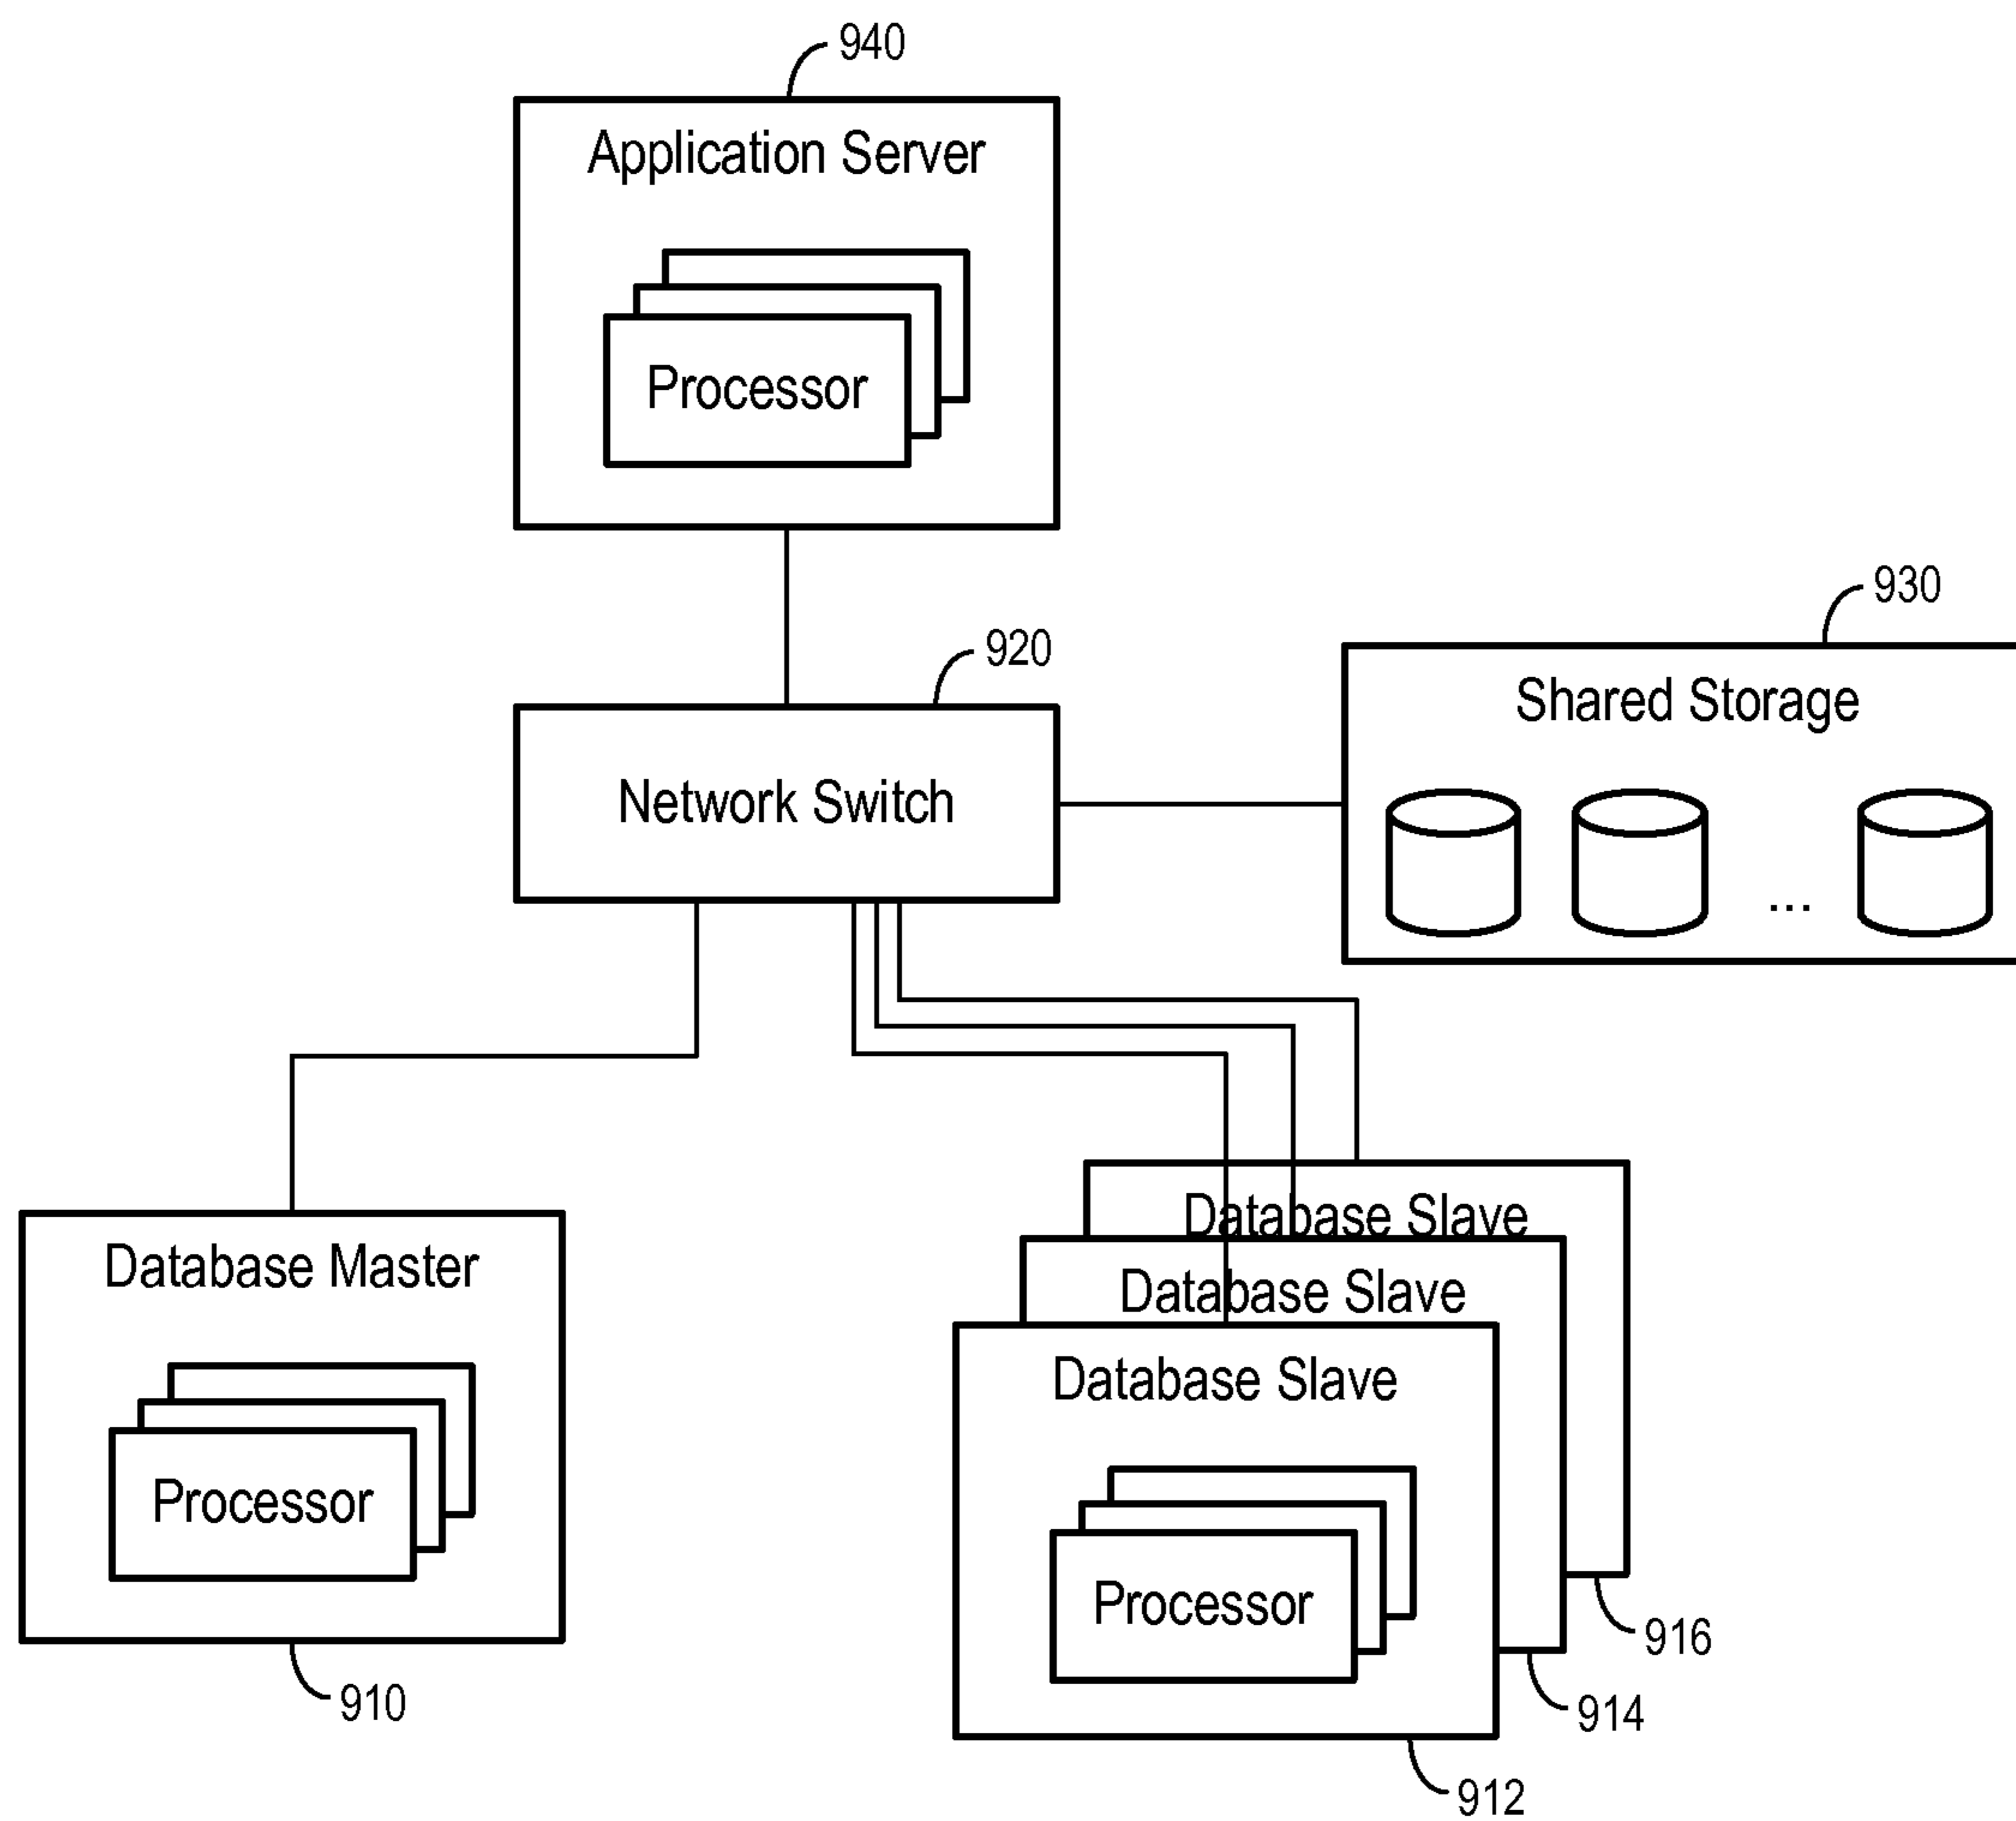 940
Application Server
Processor
920
Network Switch
930
Shared Storage
...
Database Master
Processor
910
Database Slave
Database Slave
Database Slave
Processor
916
914
912